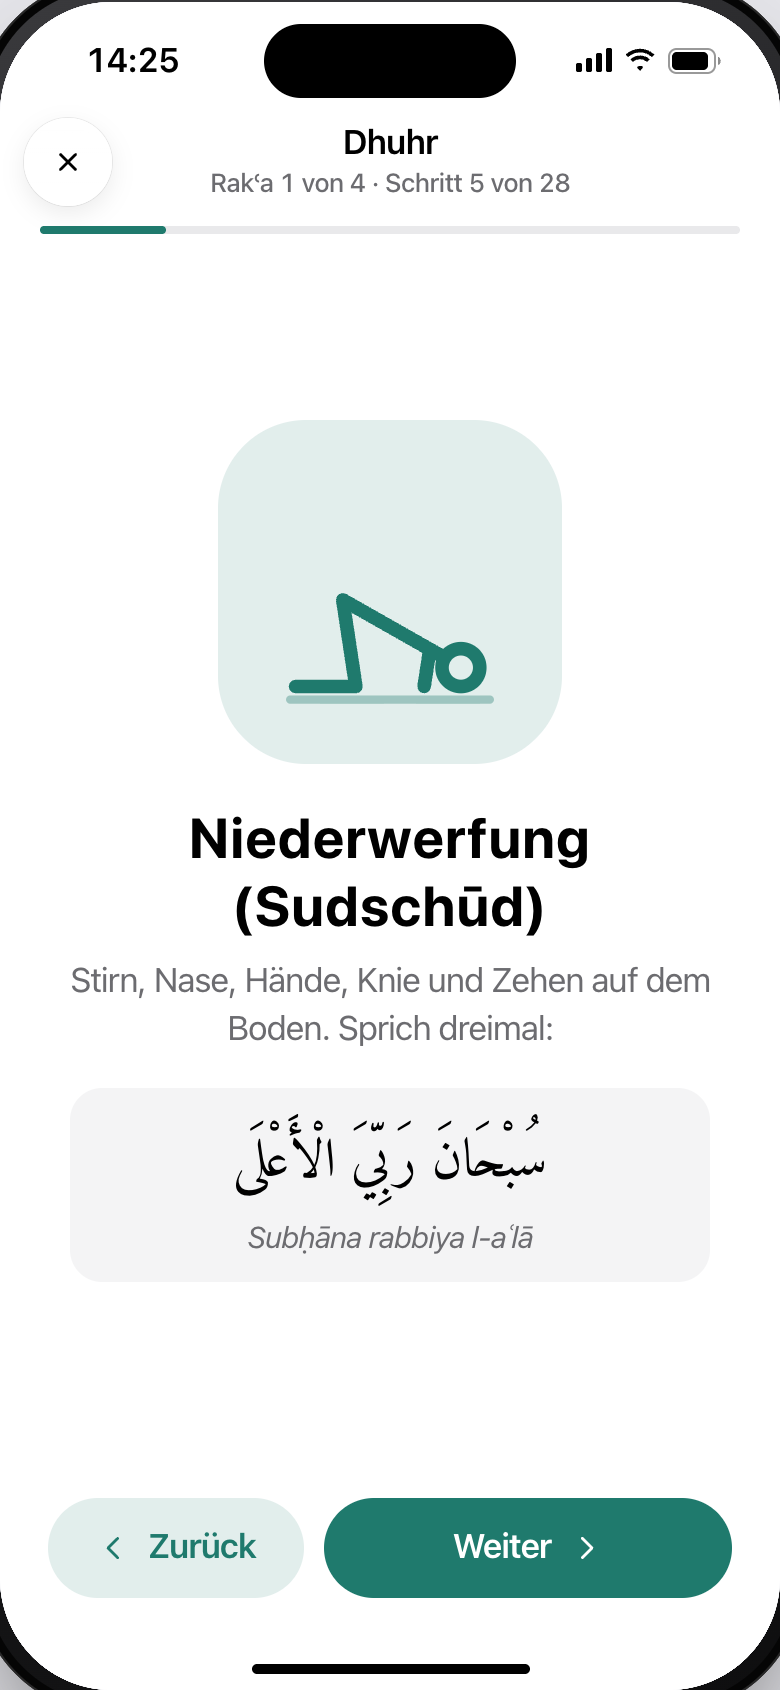 14:25
Dhuhr
Rakʿa 1 von 4 · Schritt 5 von 28
Niederwerfung
(Sudschūd)
Stirn, Nase, Hände, Knie und Zehen auf dem
Boden. Sprich dreimal:
سُبْحَانَ رَبِّيَ الْأَعْلَى
Subḥāna rabbiya l-aʿlā
Zurück
Weiter